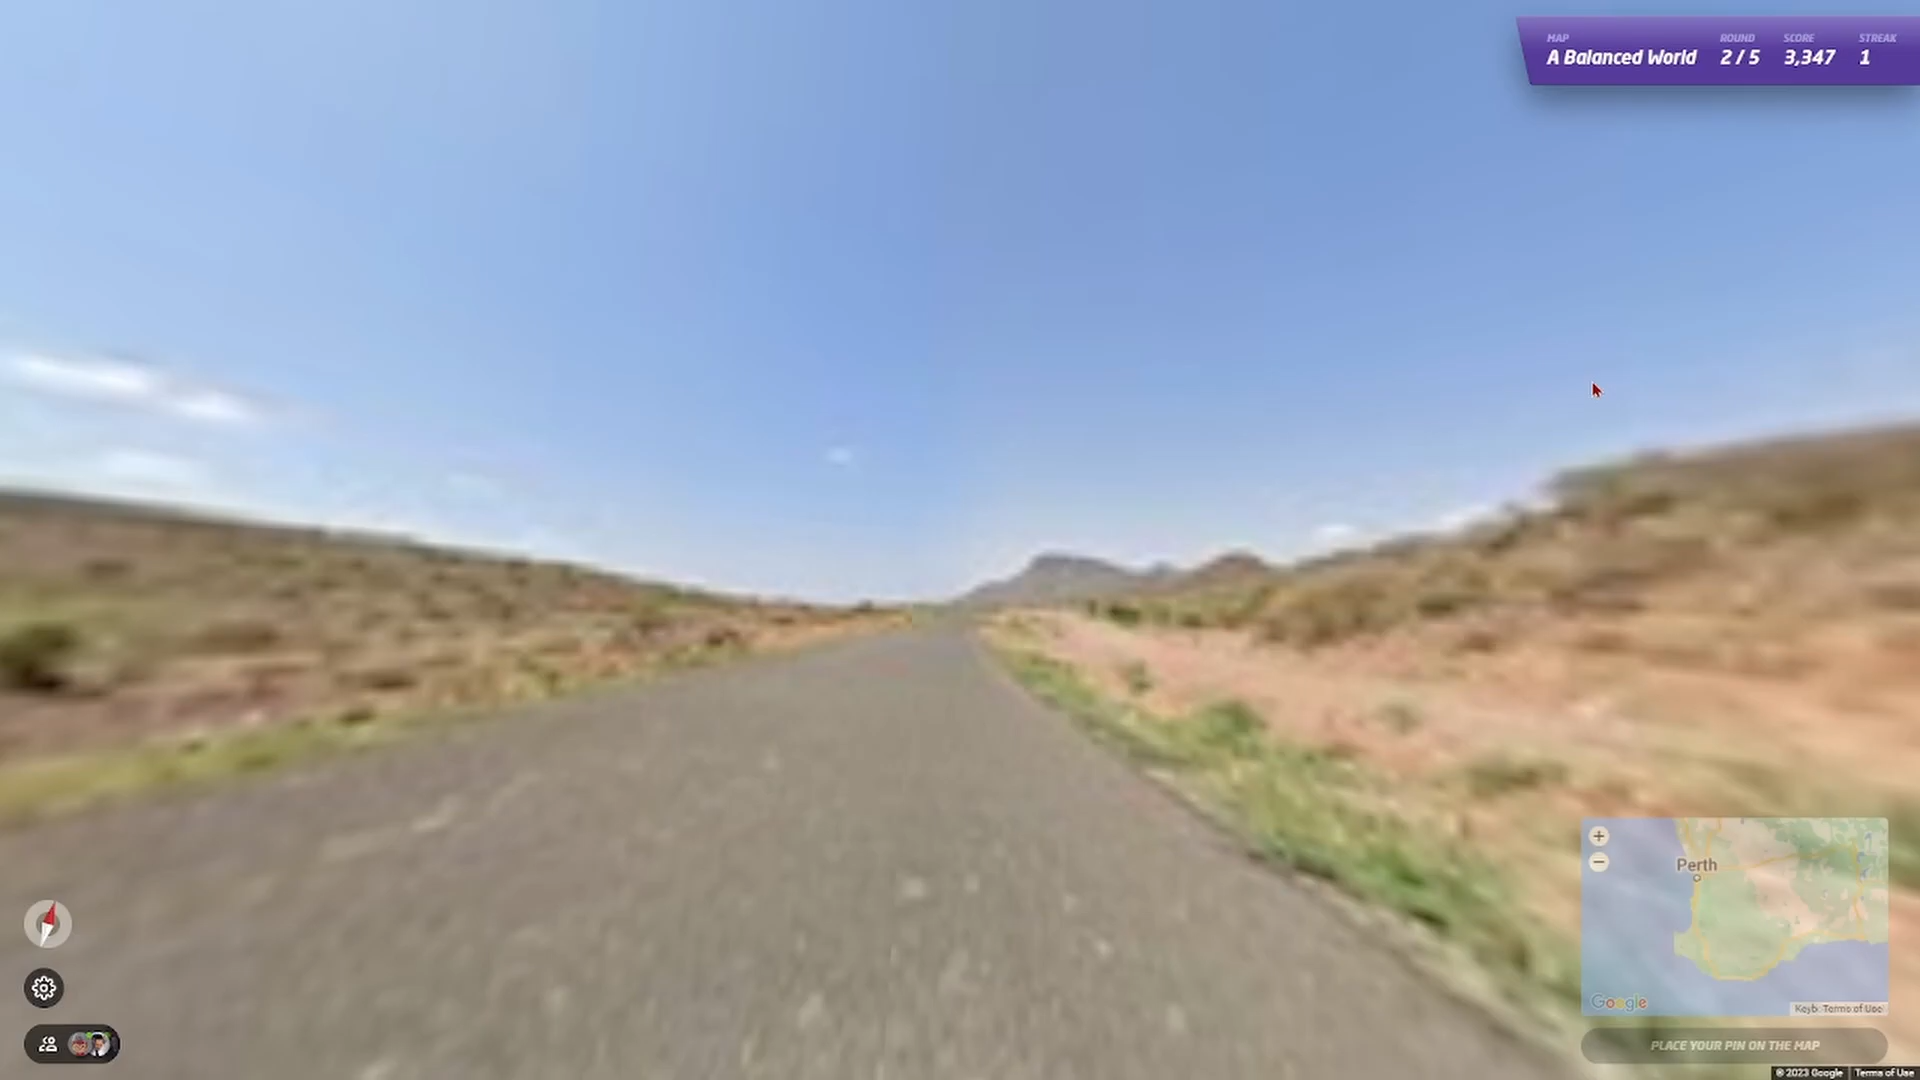 MAP
A Balanced World
ROUND
2 / 5
SCORE
3,347
STREAK
1
Perth
Google
Keyb
Terms of Use
PLACE YOUR PIN ON THE MAP
© 2023 Google
Terms of Use